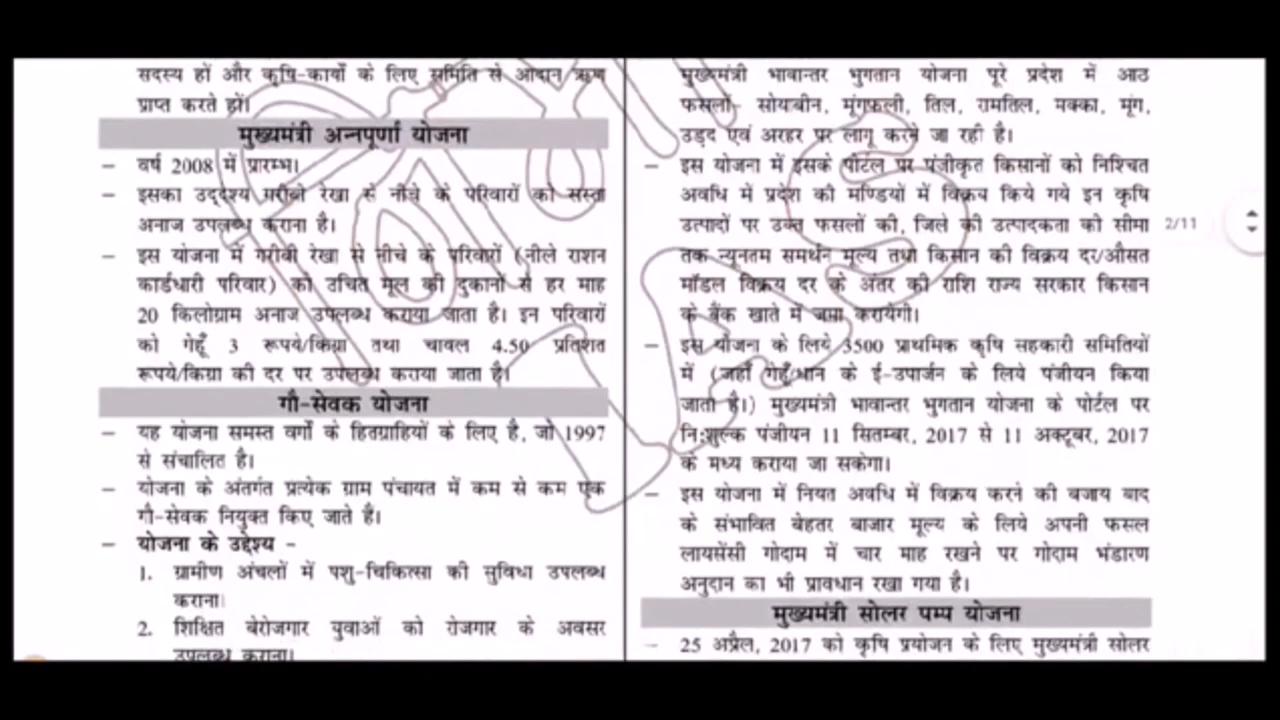 सदस्य हों और कृषि-कार्यों के लिए समिति से आदान ऋण
प्राप्त करते हों।
मुख्यमंत्री अन्नपूर्णा योजना
– वर्ष 2008 में प्रारम्भ।
– इसका उद्देश्य गरीबी रेखा से नीचे के परिवारों को सस्ता
अनाज उपलब्ध कराना है।
– इस योजना में गरीबी रेखा से नीचे के परिवारों (नीले राशन
कार्डधारी परिवार) को उचित मूल की दुकानों से हर माह
20 किलोग्राम अनाज उपलब्ध कराया जाता है। इन परिवारों
को गेहूँ 3 रूपये/किग्रा तथा चावल 4.50 प्रतिशत
रूपये/किग्रा की दर पर उपलब्ध कराया जाता है।
गौ-सेवक योजना
– यह योजना समस्त वर्गों के हितग्राहियों के लिए है, जो 1997
से संचालित है।
– योजना के अंतर्गत प्रत्येक ग्राम पंचायत में कम से कम एक
गौ-सेवक नियुक्त किए जाते है।
– योजना के उद्देश्य –
1. ग्रामीण अंचलों में पशु-चिकित्सा की सुविधा उपलब्ध
कराना।
2. शिक्षित बेरोजगार युवाओं को रोजगार के अवसर
उपलब्ध कराना।
मुख्यमंत्री भावान्तर भुगतान योजना पूरे प्रदेश में आठ
फसलों- सोयाबीन, मूंगफली, तिल, रामतिल, मक्का, मूंग,
उड़द एवं अरहर पर लागू करने जा रही है।
– इस योजना में इसके पोर्टल पर पंजीकृत किसानों को निश्चित
अवधि में प्रदेश की मण्डियों में विक्रय किये गये इन कृषि
उत्पादों पर उक्त फसलों की, जिले की उत्पादकता की सीमा
तक न्यूनतम समर्थन मूल्य तथा किसान की विक्रय दर/औसत
मॉडल विक्रय दर के अंतर की राशि राज्य सरकार किसान
के बैंक खाते में जमा करायेगी।
– इस योजना के लिये 3500 प्राथमिक कृषि सहकारी समितियों
में (जहाँ गेहूँ/धान के ई-उपार्जन के लिये पंजीयन किया
जाता है।) मुख्यमंत्री भावान्तर भुगतान योजना के पोर्टल पर
नि:शुल्क पंजीयन 11 सितम्बर, 2017 से 11 अक्टूबर, 2017
के मध्य कराया जा सकेगा।
– इस योजना में नियत अवधि में विक्रय करने की बजाय बाद
के संभावित बेहतर बाजार मूल्य के लिये अपनी फसल
लायसेंसी गोदाम में चार माह रखने पर गोदाम भंडारण
अनुदान का भी प्रावधान रखा गया है।
मुख्यमंत्री सोलर पम्प योजना
– 25 अप्रैल, 2017 को कृषि प्रयोजन के लिए मुख्यमंत्री सोलर
2/11